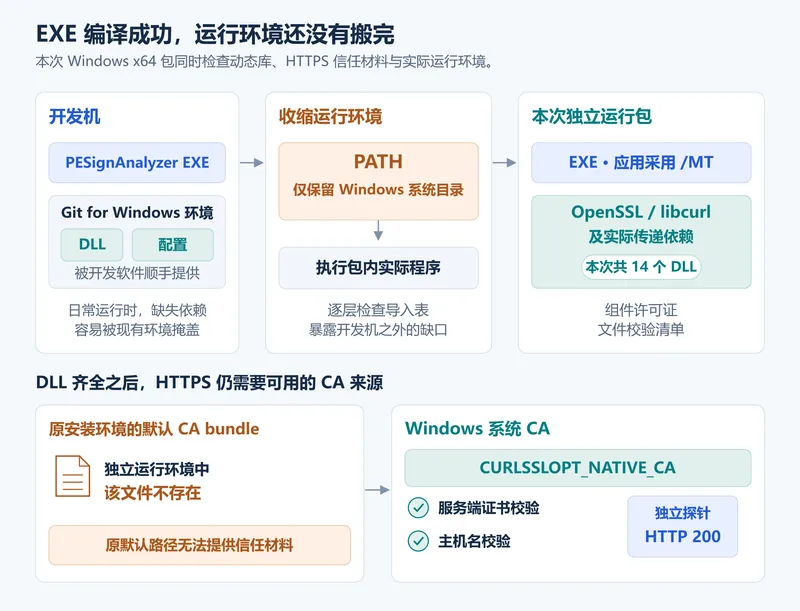 EXE 编译成功，运行环境还没有搬完
本次 Windows x64 包同时检查动态库、HTTPS 信任材料与实际运行环境。
开发机
PESignAnalyzer EXE
Git for Windows 环境
DLL
配置
被开发软件顺手提供
日常运行时，缺失依赖
容易被现有环境掩盖
收缩运行环境
PATH
仅保留 Windows 系统目录
执行包内实际程序
逐层检查导入表
暴露开发机之外的缺口
本次独立运行包
EXE · 应用采用 /MT
OpenSSL / libcurl
及实际传递依赖
本次共 14 个 DLL
组件许可证
文件校验清单
DLL 齐全之后，HTTPS 仍需要可用的 CA 来源
原安装环境的默认 CA bundle
独立运行环境中
该文件不存在
原默认路径无法提供信任材料
Windows 系统 CA
CURLSSLOPT_NATIVE_CA
服务端证书校验
主机名校验
独立探针
HTTP 200